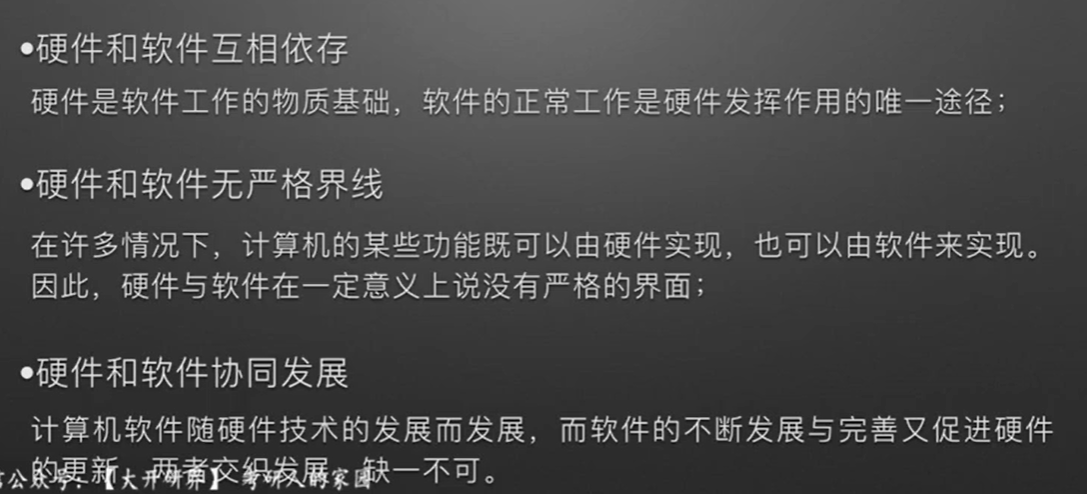 •硬件和软件互相依存
硬件是软件工作的物质基础，软件的正常工作是硬件发挥作用的唯一途径；
•硬件和软件无严格界线
在许多情况下，计算机的某些功能既可以由硬件实现，也可以由软件来实现。
因此，硬件与软件在一定意义上说没有严格的界面；
•硬件和软件协同发展
计算机软件随硬件技术的发展而发展，而软件的不断发展与完善又促进硬件
的更新，两者交织发展，缺一不可。
公众号：【大开研界】 考研人的家园